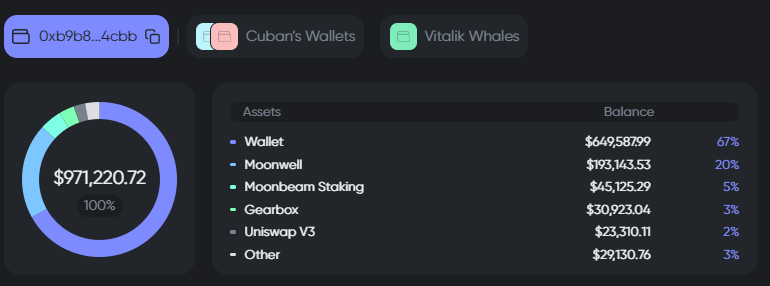 0xb9b8...4cbb Cuban's Wallets Vitalik Whales
$971,220.72
100%
Assets Balance
Wallet $649,587.99 67%
Moonwell $193,143.53 20%
Moonbeam Staking $45,125.29 5%
Gearbox $30,923.04 3%
Uniswap V3 $23,310.11 2%
Other $29,130.76 3%